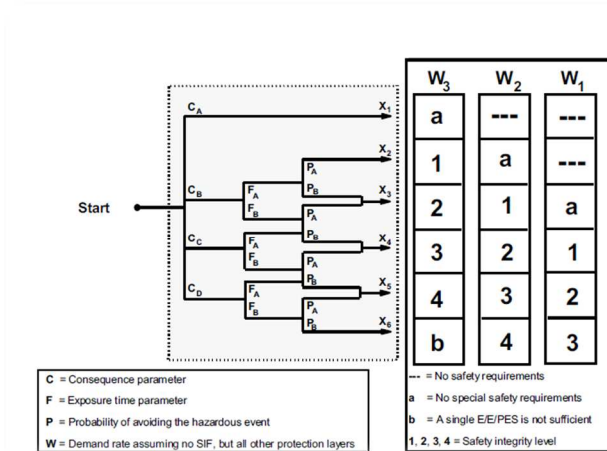 W3 W2 W1
CA X1 a --- ---
X2 1 a ---
PA
CB FA PB X3 2 1 a
Start FB PA
CC FA PB X4 3 2 1
FB PA
PB X5 4 3 2
CD FA PA
FB PB X6 b 4 3
C = Consequence parameter
F = Exposure time parameter
P = Probability of avoiding the hazardous event
W = Demand rate assuming no SIF, but all other protection layers
--- = No safety requirements
a = No special safety requirements
b = A single E/E/PES is not sufficient
1, 2, 3, 4 = Safety integrity level